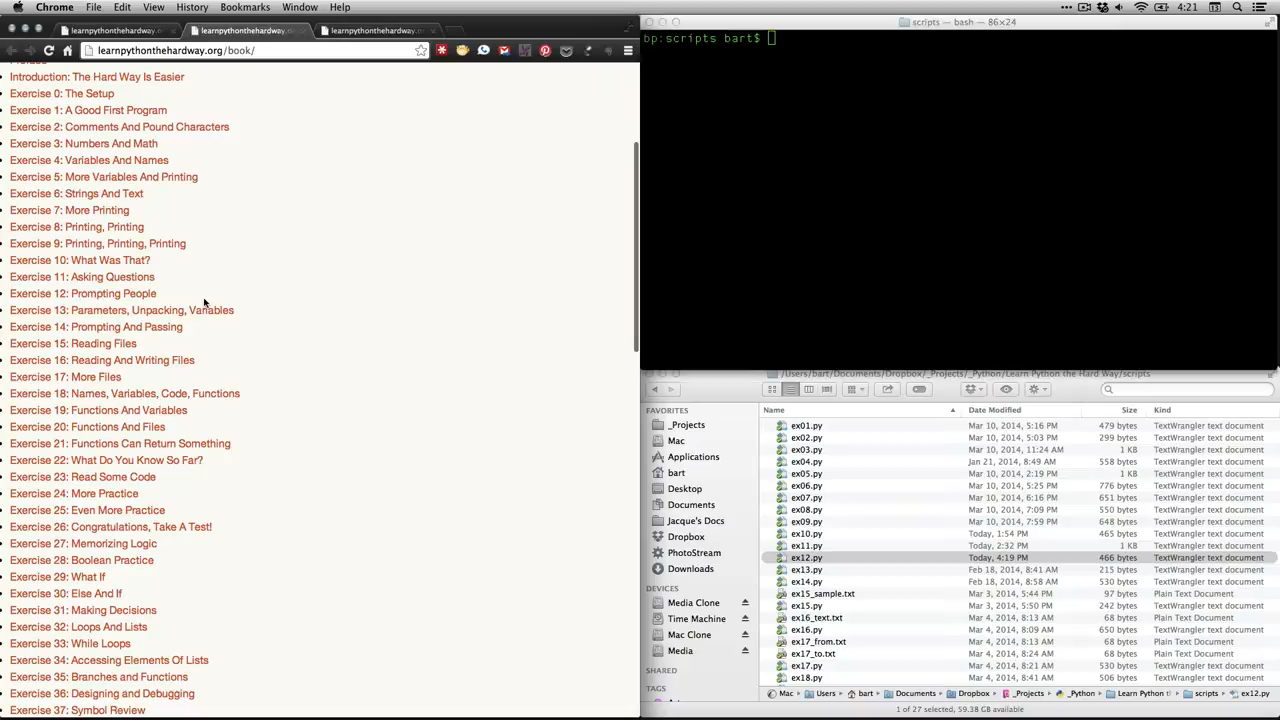 Chrome File Edit View History Bookmarks Window Help 4:21
learnpythonthehardway.org learnpythonthehardway.d learnpythonthehardway.org
learnpythonthehardway.org/book/
Introduction: The Hard Way Is Easier
Exercise 0: The Setup
Exercise 1: A Good First Program
Exercise 2: Comments And Pound Characters
Exercise 3: Numbers And Math
Exercise 4: Variables And Names
Exercise 5: More Variables And Printing
Exercise 6: Strings And Text
Exercise 7: More Printing
Exercise 8: Printing, Printing
Exercise 9: Printing, Printing, Printing
Exercise 10: What Was That?
Exercise 11: Asking Questions
Exercise 12: Prompting People
Exercise 13: Parameters, Unpacking, Variables
Exercise 14: Prompting And Passing
Exercise 15: Reading Files
Exercise 16: Reading And Writing Files
Exercise 17: More Files
Exercise 18: Names, Variables, Code, Functions
Exercise 19: Functions And Variables
Exercise 20: Functions And Files
Exercise 21: Functions Can Return Something
Exercise 22: What Do You Know So Far?
Exercise 23: Read Some Code
Exercise 24: More Practice
Exercise 25: Even More Practice
Exercise 26: Congratulations, Take A Test!
Exercise 27: Memorizing Logic
Exercise 28: Boolean Practice
Exercise 29: What If
Exercise 30: Else And If
Exercise 31: Making Decisions
Exercise 32: Loops And Lists
Exercise 33: While Loops
Exercise 34: Accessing Elements Of Lists
Exercise 35: Branches and Functions
Exercise 36: Designing and Debugging
Exercise 37: Symbol Review
scripts — bash — 86×24
bp:scripts bart$
/Users/bart/Documents/Dropbox/_Projects/_Python/Learn Python the Hard Way/scripts
FAVORITES
_Projects
Mac
Applications
bart
Desktop
Documents
Jacque's Docs
Dropbox
PhotoStream
Downloads
DEVICES
Media Clone
Time Machine
Mac Clone
Media
SHARED
TAGS
Name Date Modified Size Kind
ex01.py Mar 10, 2014, 5:16 PM 479 bytes TextWrangler text document
ex02.py Mar 10, 2014, 5:03 PM 299 bytes TextWrangler text document
ex03.py Mar 10, 2014, 11:24 AM 1 KB TextWrangler text document
ex04.py Jan 21, 2014, 8:49 AM 558 bytes TextWrangler text document
ex05.py Mar 10, 2014, 2:19 PM 1 KB TextWrangler text document
ex06.py Mar 10, 2014, 5:25 PM 776 bytes TextWrangler text document
ex07.py Mar 10, 2014, 6:16 PM 651 bytes TextWrangler text document
ex08.py Mar 10, 2014, 7:09 PM 550 bytes TextWrangler text document
ex09.py Mar 10, 2014, 7:59 PM 648 bytes TextWrangler text document
ex10.py Today, 1:54 PM 465 bytes TextWrangler text document
ex11.py Today, 2:32 PM 1 KB TextWrangler text document
ex12.py Today, 4:19 PM 466 bytes TextWrangler text document
ex13.py Feb 18, 2014, 8:41 AM 215 bytes TextWrangler text document
ex14.py Feb 18, 2014, 8:58 AM 530 bytes TextWrangler text document
ex15_sample.txt Mar 3, 2014, 5:44 PM 97 bytes Plain Text Document
ex15.py Mar 3, 2014, 5:50 PM 242 bytes TextWrangler text document
ex16_text.txt Mar 4, 2014, 8:13 AM 68 bytes Plain Text Document
ex16.py Mar 4, 2014, 8:09 AM 650 bytes TextWrangler text document
ex17_from.txt Mar 4, 2014, 8:13 AM 68 bytes Plain Text Document
ex17_to.txt Mar 4, 2014, 8:24 AM 68 bytes Plain Text Document
ex17.py Mar 4, 2014, 8:21 AM 530 bytes TextWrangler text document
ex18.py Mar 4, 2014, 8:41 AM 506 bytes TextWrangler text document
Mac Users bart Documents Dropbox _Projects _Python Learn Python t scripts ex12.py
1 of 27 selected, 59.38 GB available